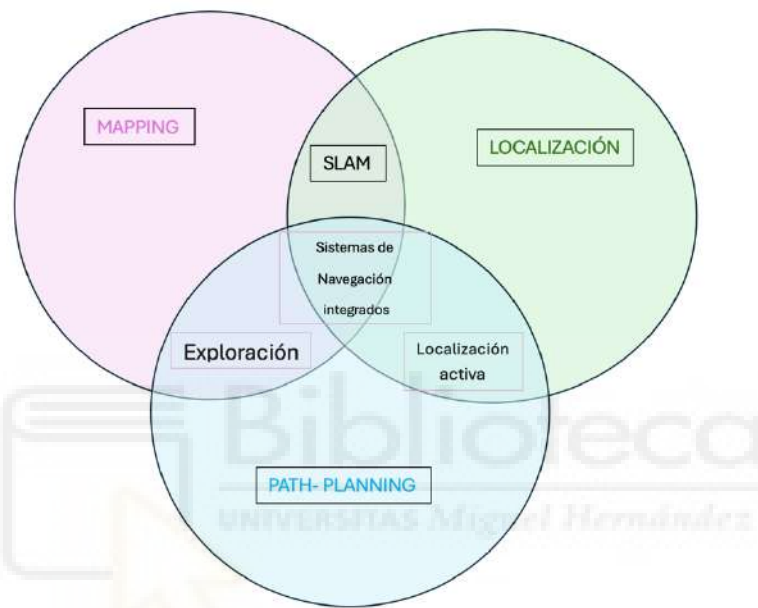 MAPPING
LOCALIZACIÓN
SLAM
Sistemas de
Navegación
integrados
Exploración
Localización
activa
PATH- PLANNING
Biblioteca
UNIVERSITAS Miguel Hernández